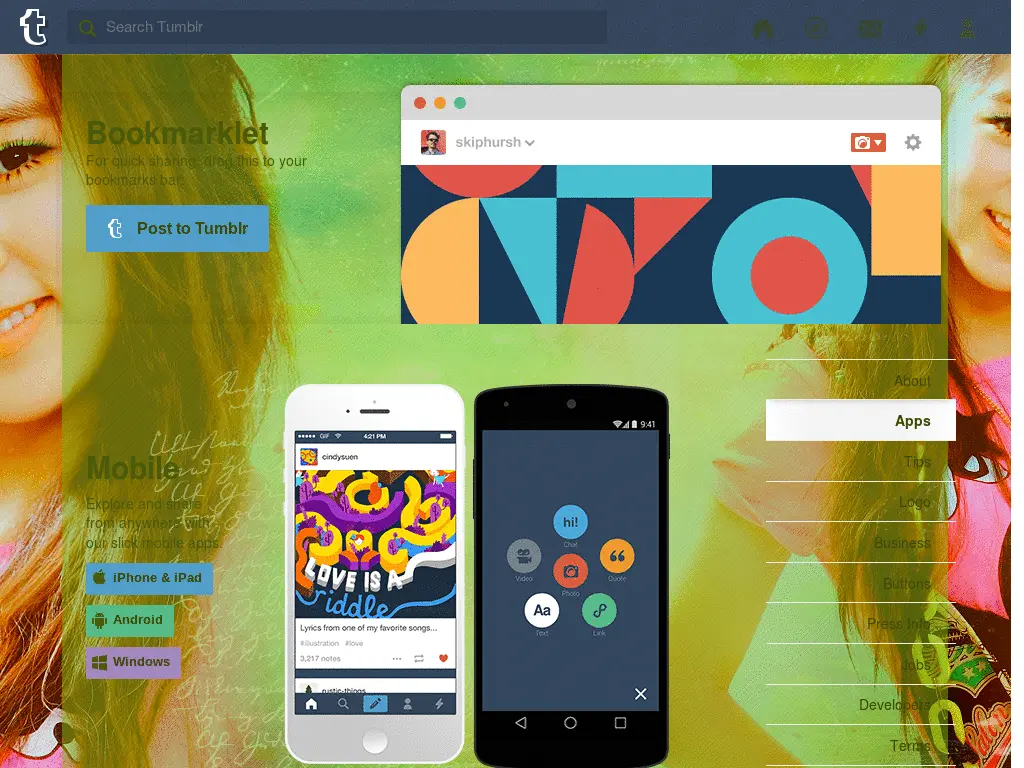 Search Tumblr
Bookmarklet
For quick sharing, drag this to your
bookmarks bar.
Post to Tumblr
skiphursh
About
Apps
Tips
Logo
Business
Buttons
Press Info
Jobs
Developers
Terms
Mobile
Explore and share
from anywhere with
our slick mobile apps.
iPhone & iPad
Android
Windows
GIF
4:21 PM
cindysuen
LOVE IS A
riddle
Lyrics from one of my favorite songs...
#illustration #love
3,217 notes
rustic-things
9:41
hi!
Chat
Video
Quote
Photo
Aa
Text
Link